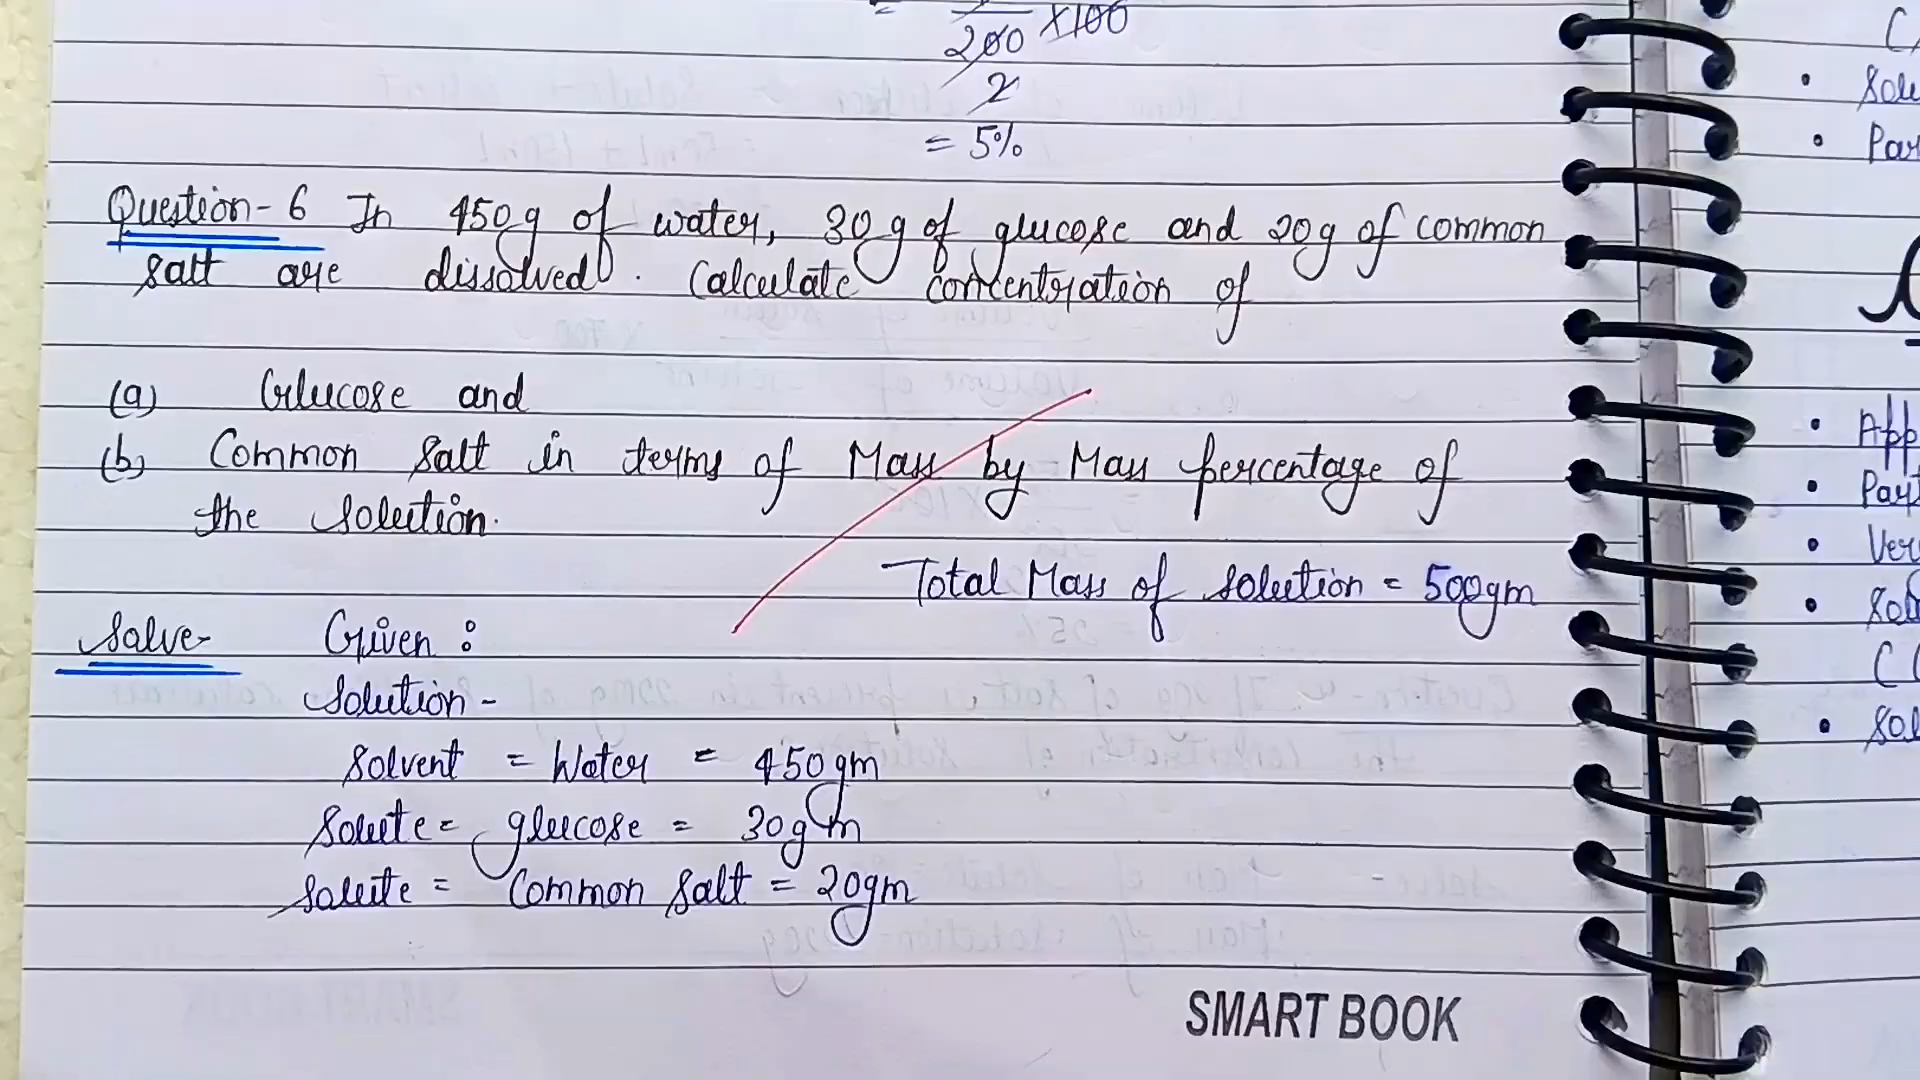 = 200 ×100
2
= 5%
Question-6 In 450g of water, 30g of glucose and 20g of common
salt are dissolved. Calculate concentration of
(a) Glucose and
(b) Common Salt in terms of Mass by Mass percentage of
the solution.
Total Mass of solution = 500gm
Solve- Given :
Solution -
Solvent = Water = 450gm
Solute = glucose = 30gm
Solute = Common Salt = 20gm
SMART BOOK